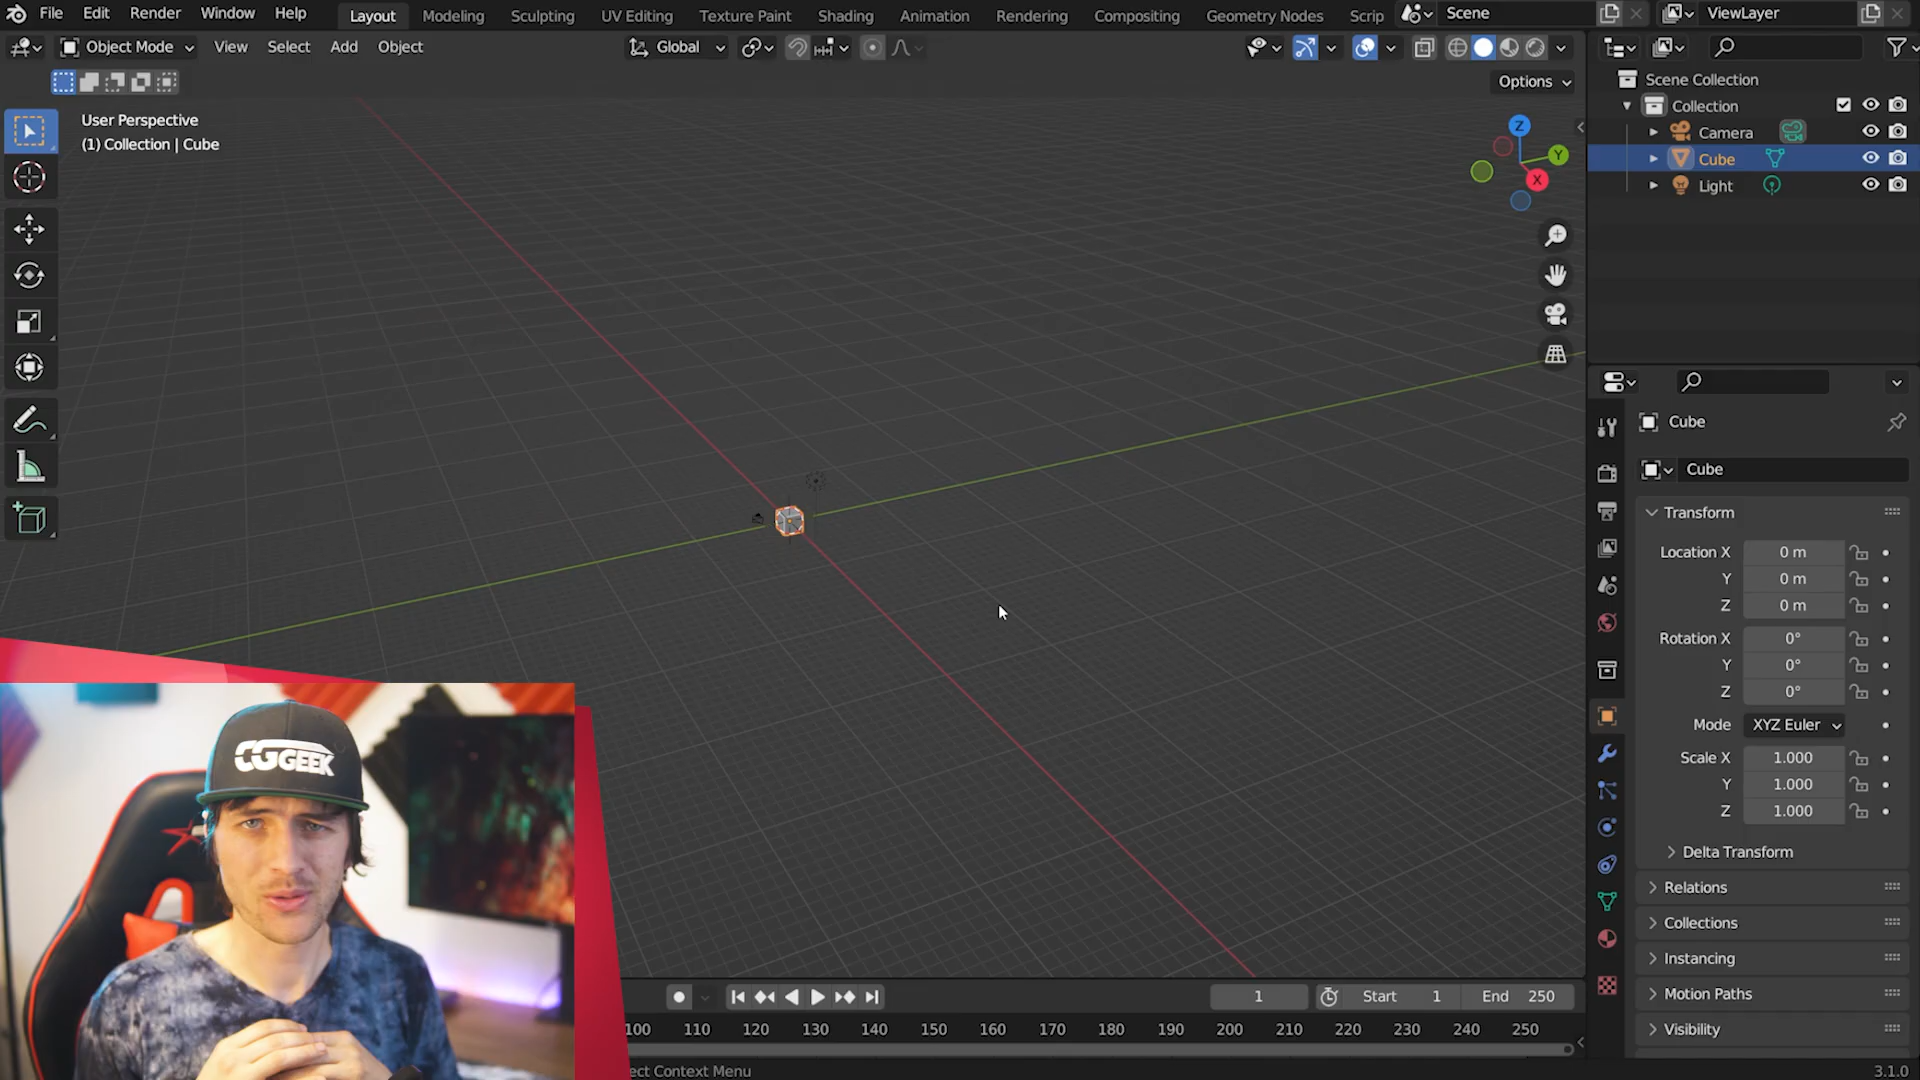 File Edit Render Window Help Layout Modeling Sculpting UV Editing Texture Paint Shading Animation Rendering Compositing Geometry Nodes Scrip Scene ViewLayer
Object Mode View Select Add Object Global
Options
User Perspective
(1) Collection | Cube
Z
Y
X
Scene Collection
Collection
Camera
Cube
Light
Cube
Cube
Transform
Location X 0 m
Y 0 m
Z 0 m
Rotation X 0°
Y 0°
Z 0°
Mode XYZ Euler
Scale X 1.000
Y 1.000
Z 1.000
Delta Transform
Relations
Collections
Instancing
Motion Paths
Visibility
CGGEEK
1 Start 1 End 250
100 110 120 130 140 150 160 170 180 190 200 210 220 230 240 250
ect Context Menu
3.1.0